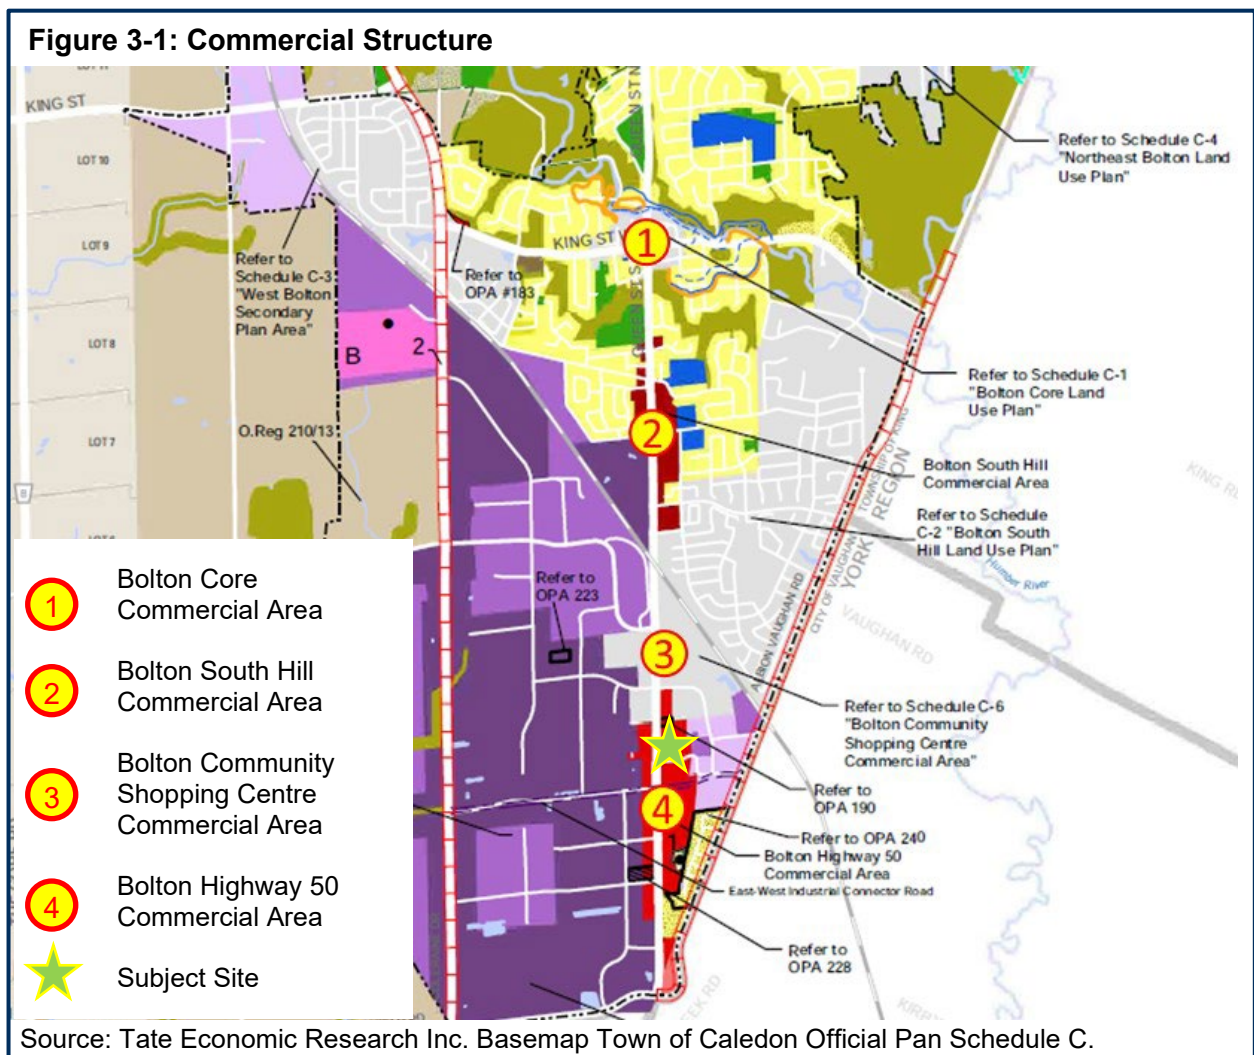 Figure 3-1: Commercial Structure
KING ST
LOT 10
LOT 9
LOT 8
LOT 7
Refer to
Schedule C-3
"West Bolton
Secondary
Plan Area"
Refer to
OPA #183
KING ST W
1
Refer to Schedule C-4
"Northeast Bolton Land
Use Plan"
B
2
O.Reg 210/13
2
Refer to Schedule C-1
"Bolton Core Land
Use Plan"
Bolton South Hill
Commercial Area
Refer to Schedule
C-2 "Bolton South
Hill Land Use Plan"
TOWNSHIP OF KING
YORK REGION
CITY OF VAUGHAN
ALBION VAUGHAN RD
VAUGHAN RD
Humber River
Refer to
OPA 223
3
Refer to Schedule C-6
"Bolton Community
Shopping Centre
Commercial Area"
Refer to
OPA 190
4
Refer to OPA 240
Bolton Highway 50
Commercial Area
East-West Industrial Connector Road
Refer to
OPA 228
1
Bolton Core
Commercial Area
2
Bolton South Hill
Commercial Area
3
Bolton Community
Shopping Centre
Commercial Area
4
Bolton Highway 50
Commercial Area
Subject Site
Source: Tate Economic Research Inc. Basemap Town of Caledon Official Pan Schedule C.